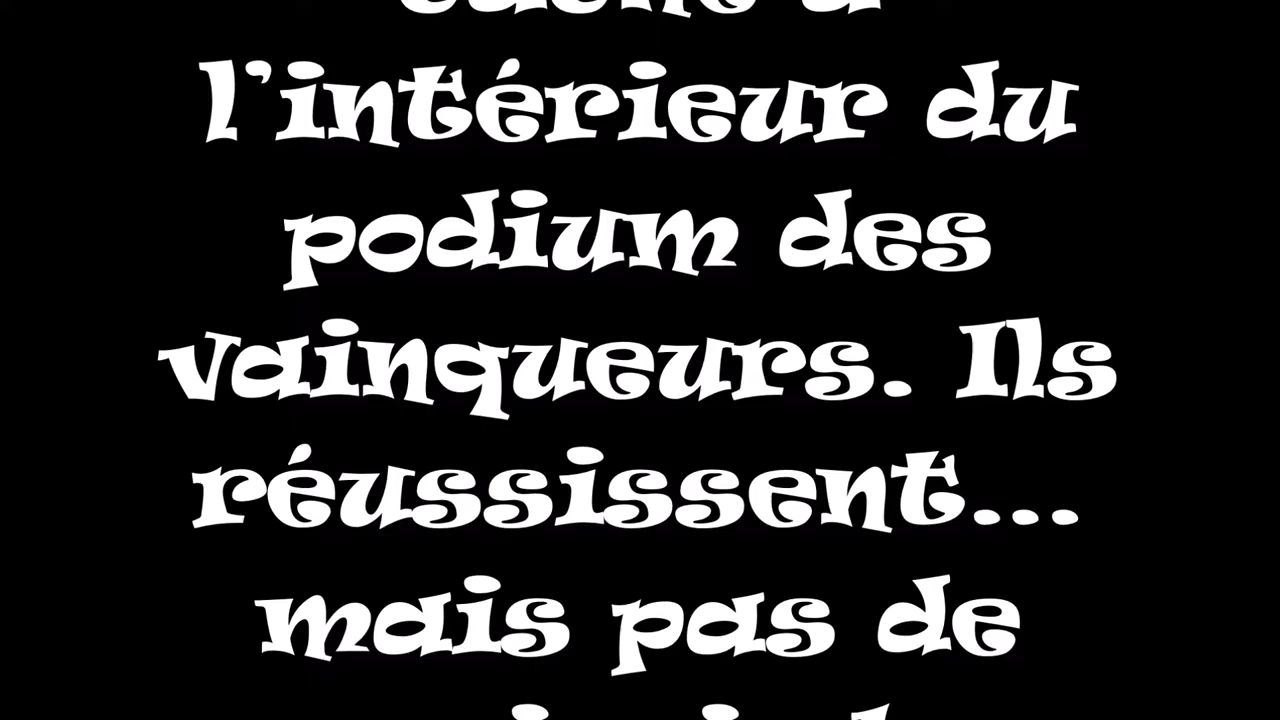 l'intérieur du
podium des
vainqueurs. Ils
réussissent...
mais pas de